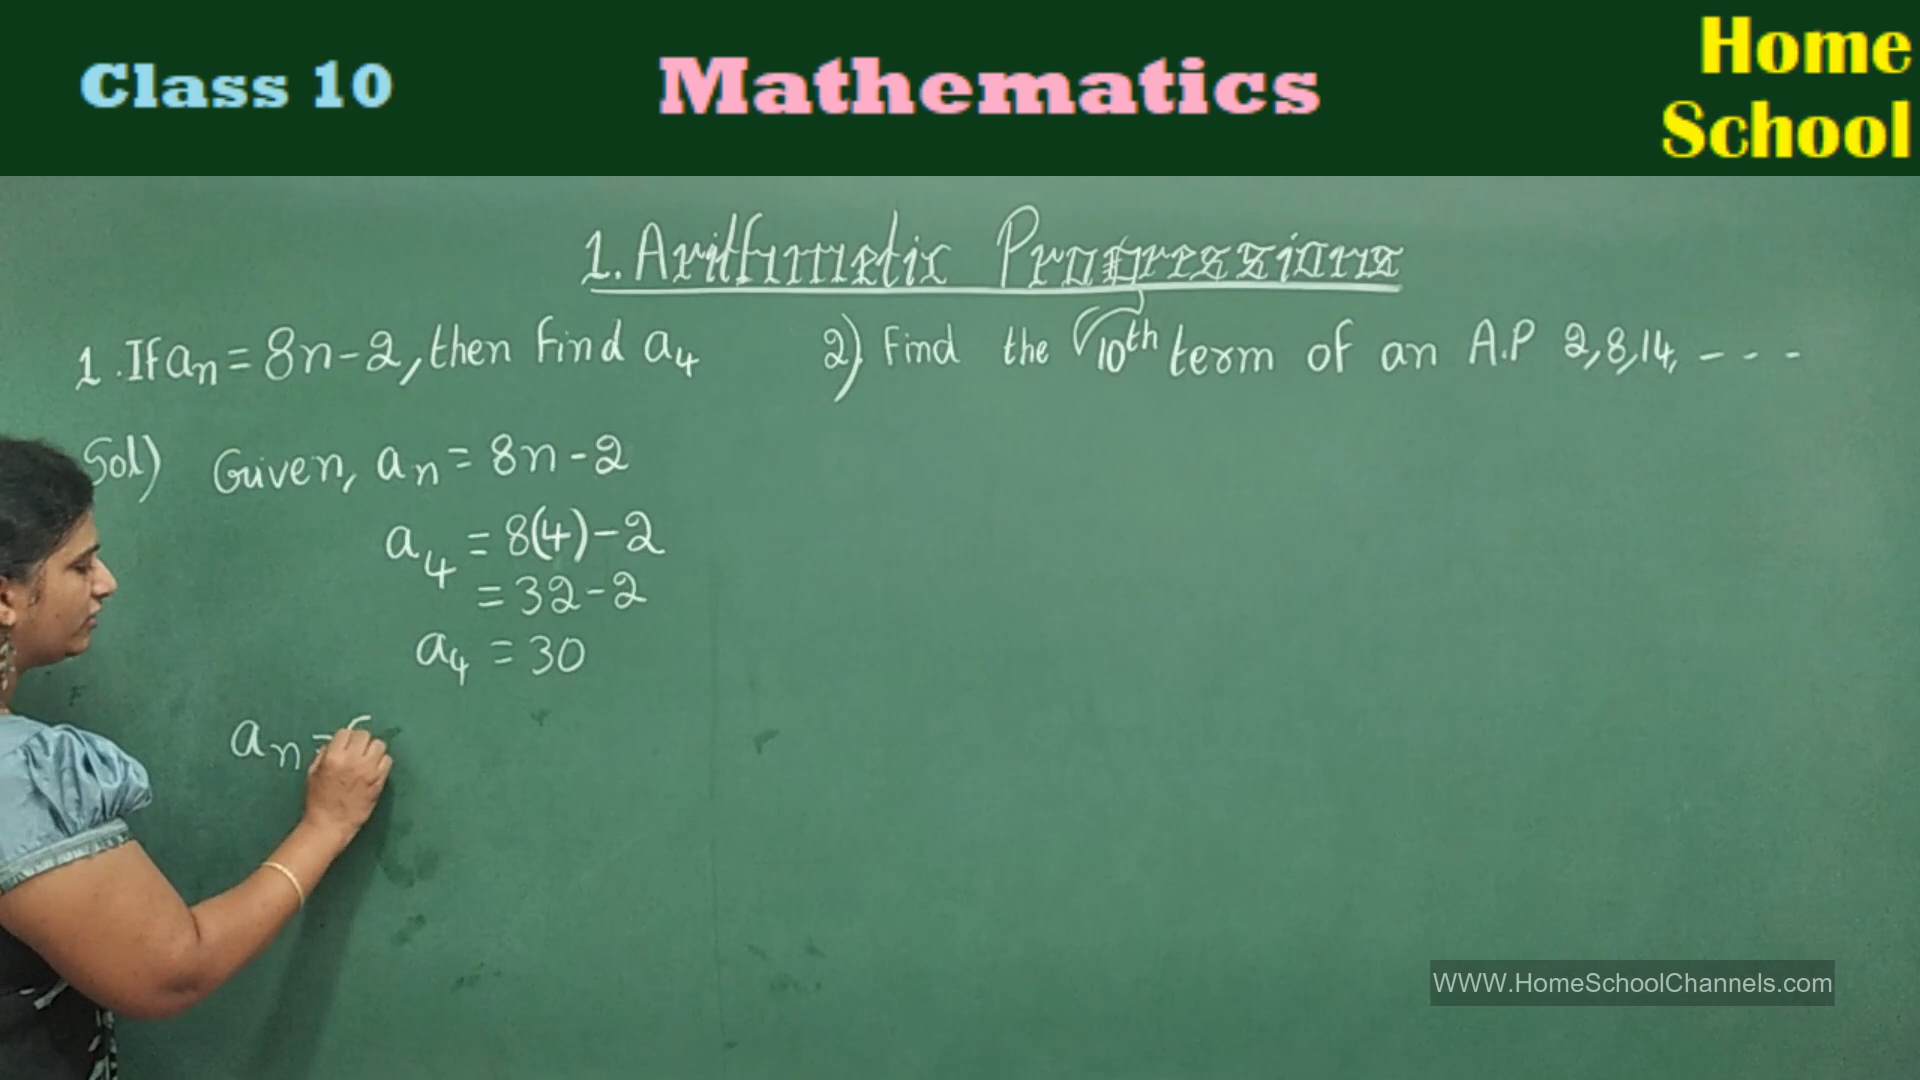 Class 10
Mathematics
Home
School
1. Arithmetic Progressions
1. If aₙ = 8n - 2, then find a₄
Sol) Given, aₙ = 8n - 2
a₄ = 8(4) - 2
= 32 - 2
a₄ = 30
aₙ =
2) Find the 10th term of an A.P 2, 8, 14, - - - -
WWW.HomeSchoolChannels.com